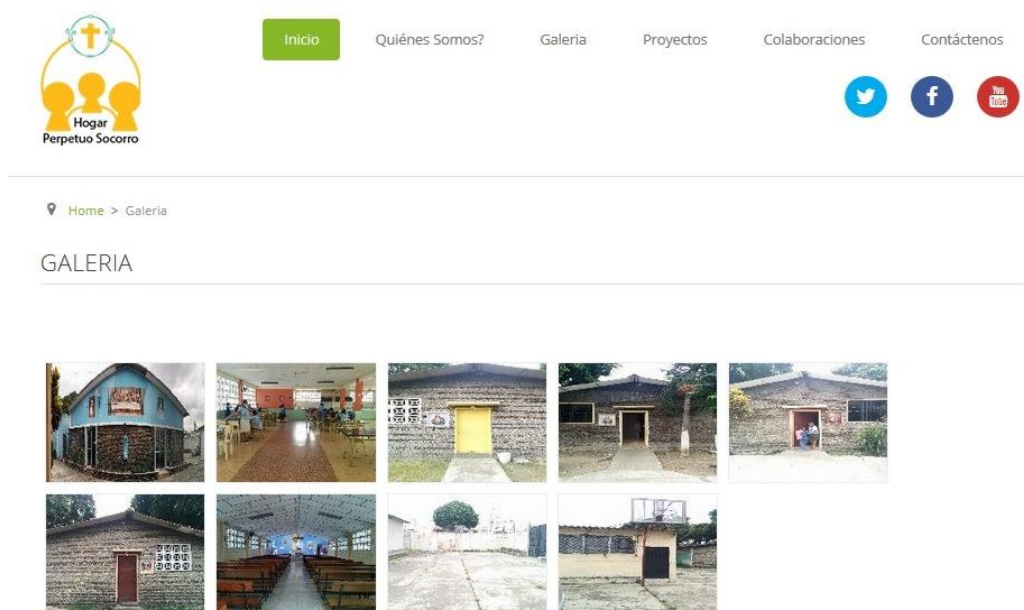 Hogar
Perpetuo Socorro
Inicio
Quiénes Somos?
Galeria
Proyectos
Colaboraciones
Contáctenos
You
Tube
Home > Galeria
GALERIA